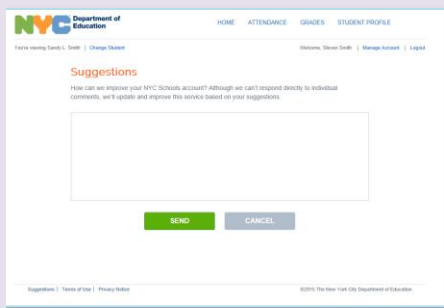 NYC Department of Education
HOME ATTENDANCE GRADES STUDENT PROFILE
You're viewing Sandy L. Smith | Change Student
Welcome, Steven Smith | Manage Account | Logout
Suggestions
How can we improve your NYC Schools account? Although we can't respond directly to individual
comments, we'll update and improve this service based on your suggestions.
SEND CANCEL
Suggestions | Terms of Use | Privacy Notice
©2015 The New York City Department of Education